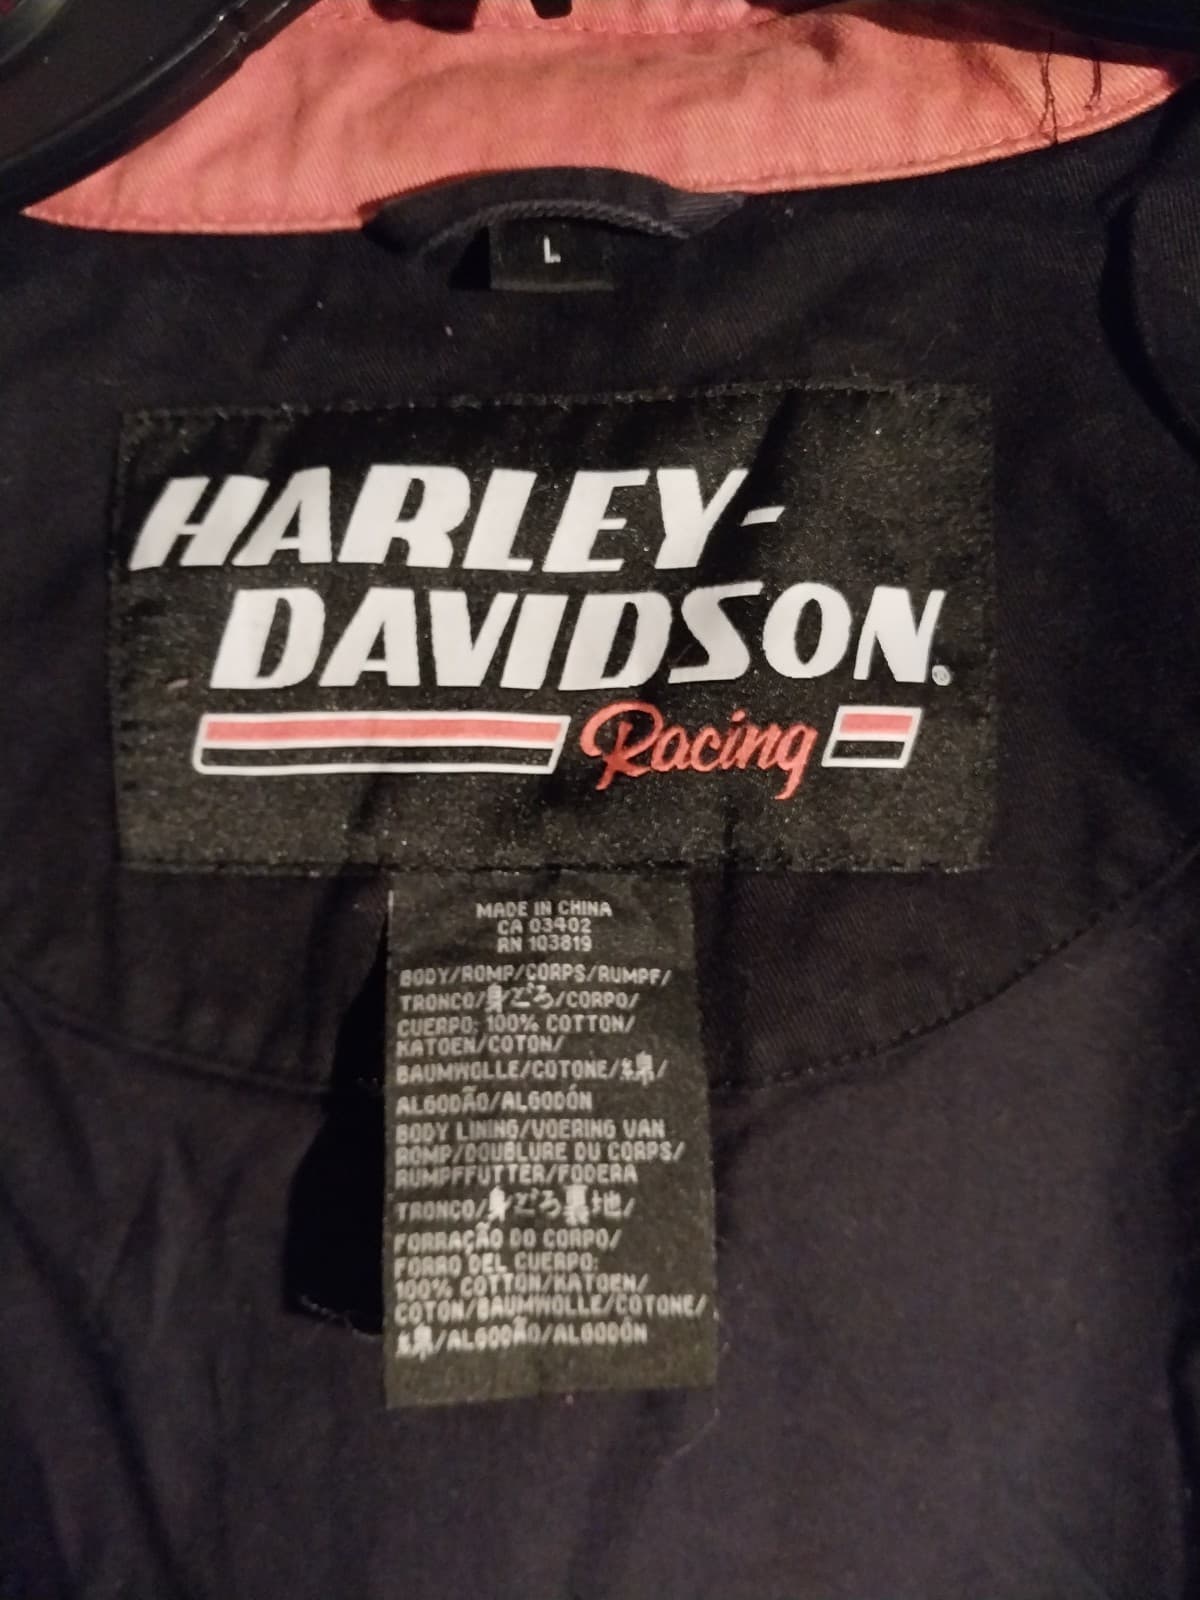 L
HARLEY-
DAVIDSON®
Racing
MADE IN CHINA
CA 03402
RN 103819
BODY/ROMP/CORPS/RUMPF/
TRONCO/身ごろ/CORPO/
CUERPO: 100% COTTON/
KATOEN/COTON/
BAUMWOLLE/COTONE/綿/
ALGODÃO/ALGODÓN
BODY LINING/VOERING VAN
ROMP/DOUBLURE DU CORPS/
RUMPFFUTTER/FODERA
TRONCO/身ごろ裏地/
FORRAÇÃO DO CORPO/
FORRO DEL CUERPO:
100% COTTON/KATOEN/
COTON/BAUMWOLLE/COTONE/
綿/ALGODÃO/ALGODÓN